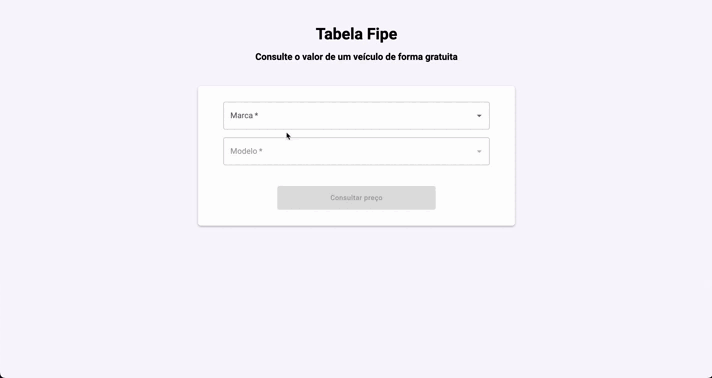 Tabela Fipe
Consulte o valor de um veículo de forma gratuita
Marca *
Modelo *
Consultar preço